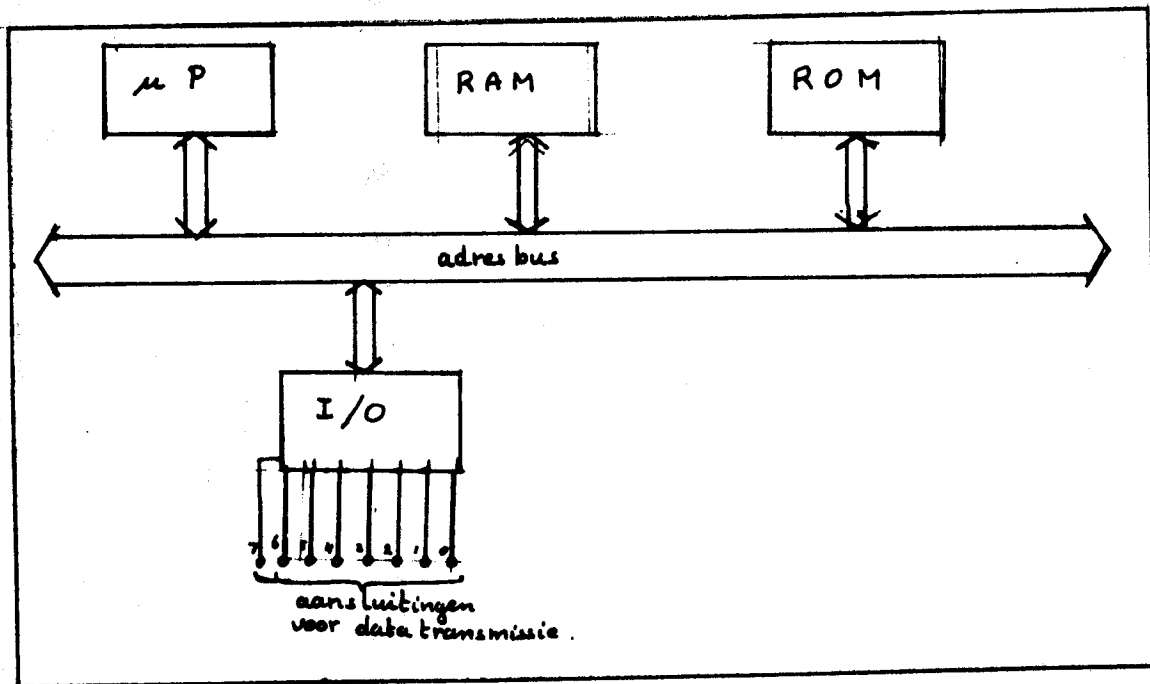 µ P
RAM
ROM
adres bus
I/O
7 6 5 4 3 2 1 0
aansluitingen
voor data transmissie.